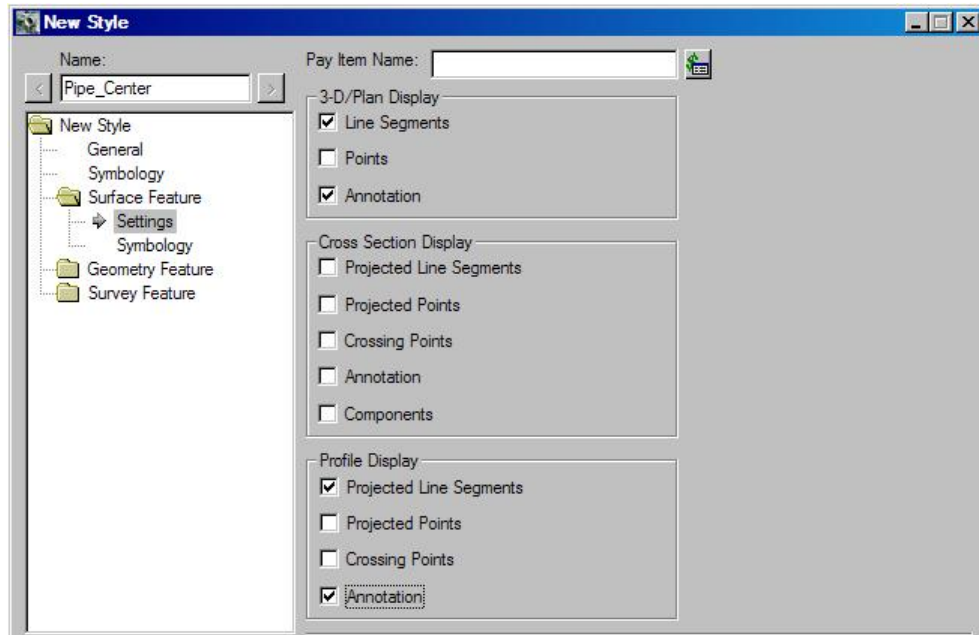 New Style
Name:
Pipe_Center
New Style
General
Symbology
Surface Feature
Settings
Symbology
Geometry Feature
Survey Feature
Pay Item Name:
3-D/Plan Display
Line Segments
Points
Annotation
Cross Section Display
Projected Line Segments
Projected Points
Crossing Points
Annotation
Components
Profile Display
Projected Line Segments
Projected Points
Crossing Points
Annotation